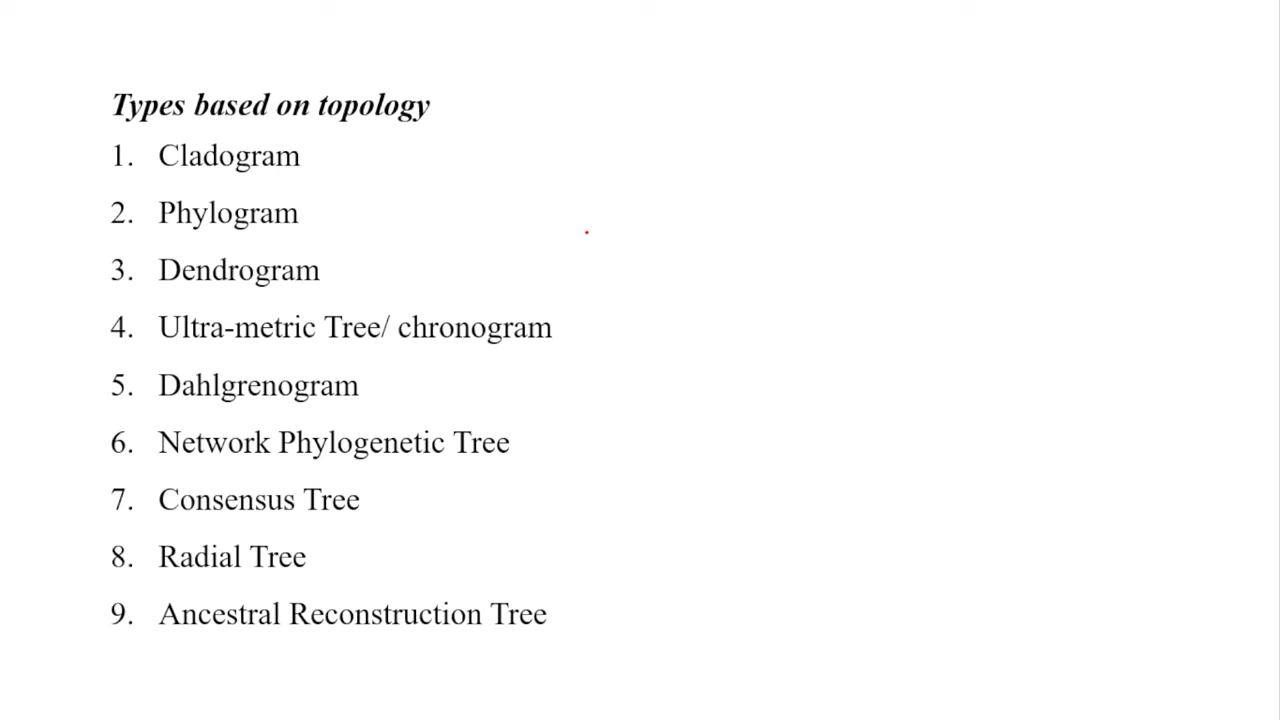 Types based on topology
1. Cladogram
2. Phylogram
3. Dendrogram
4. Ultra-metric Tree/ chronogram
5. Dahlgrenogram
6. Network Phylogenetic Tree
7. Consensus Tree
8. Radial Tree
9. Ancestral Reconstruction Tree